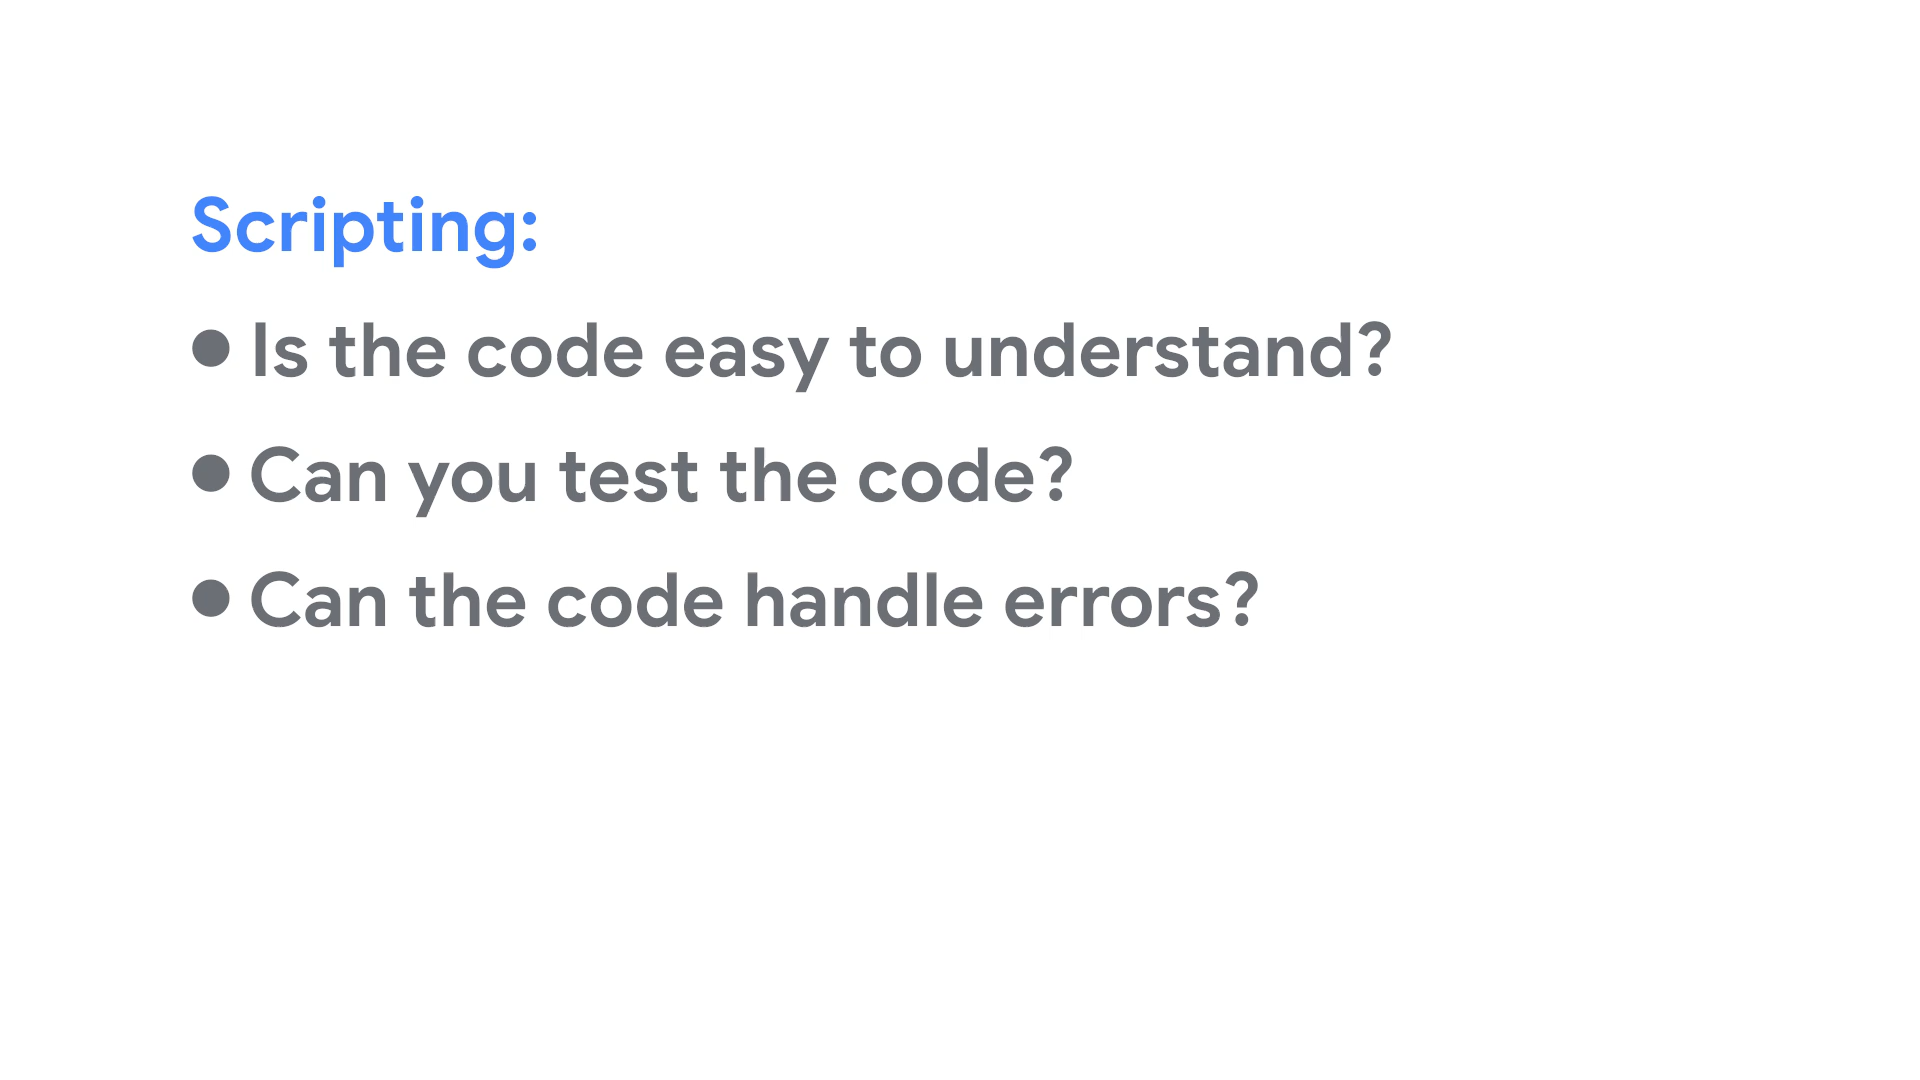 Scripting:
● Is the code easy to understand?
● Can you test the code?
● Can the code handle errors?